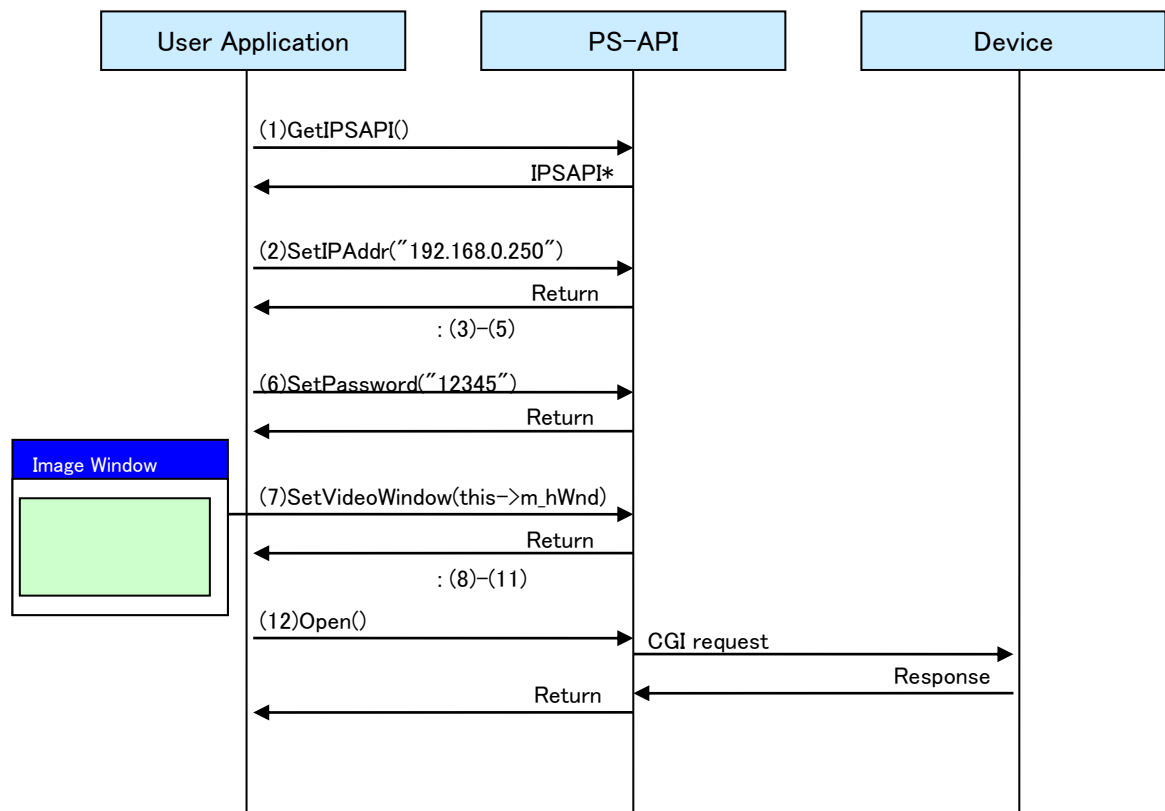 User Application
PS-API
Device
(1)GetIPSAPI()
IPSAPI*
(2)SetIPAddr("192.168.0.250")
Return
: (3)-(5)
(6)SetPassword("12345")
Return
Image Window
(7)SetVideoWindow(this->m_hWnd)
Return
: (8)-(11)
(12)Open()
CGI request
Response
Return